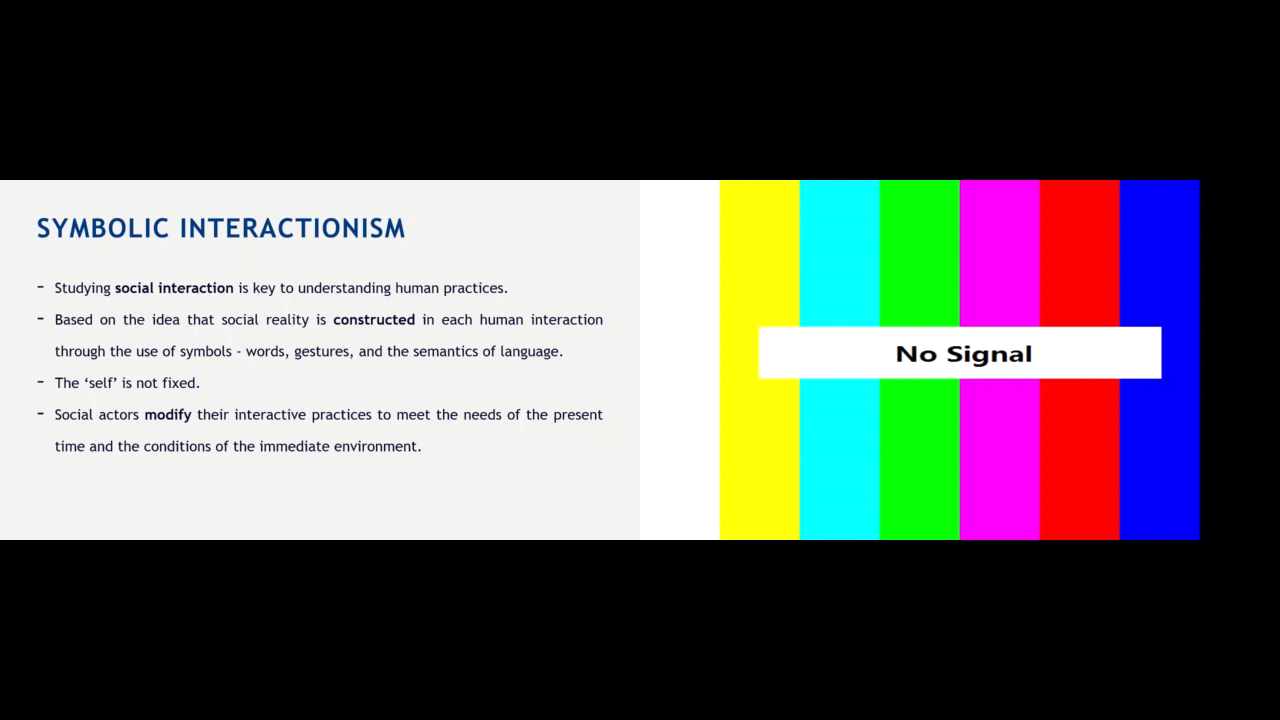 SYMBOLIC INTERACTIONISM
- Studying social interaction is key to understanding human practices.
- Based on the idea that social reality is constructed in each human interaction
through the use of symbols - words, gestures, and the semantics of language.
- The ‘self’ is not fixed.
- Social actors modify their interactive practices to meet the needs of the present
time and the conditions of the immediate environment.
No Signal